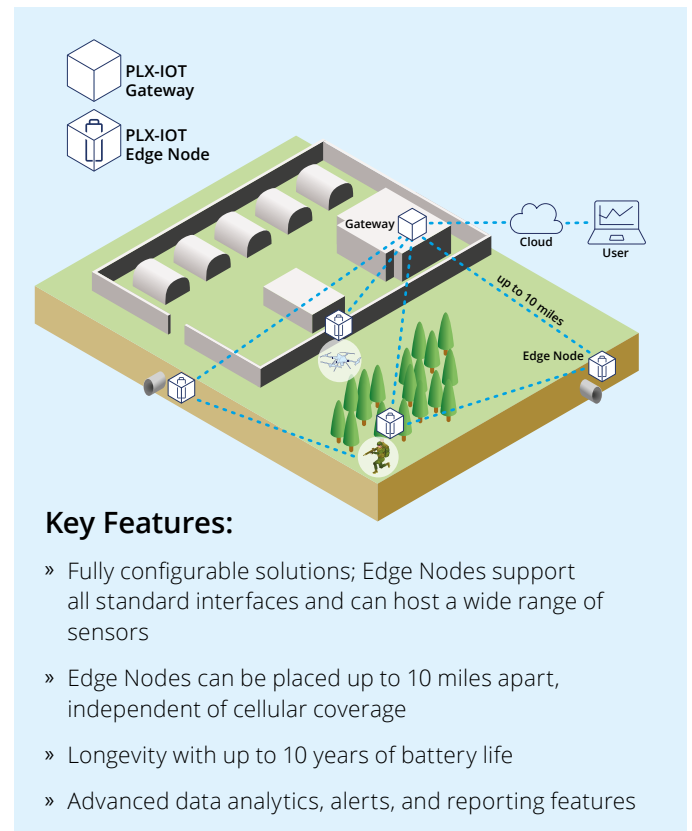 PLX-IOT
Gateway
PLX-IOT
Edge Node
Gateway
Cloud
User
up to 10 miles
Edge Node
Key Features:
» Fully configurable solutions; Edge Nodes support
all standard interfaces and can host a wide range of
sensors
» Edge Nodes can be placed up to 10 miles apart,
independent of cellular coverage
» Longevity with up to 10 years of battery life
» Advanced data analytics, alerts, and reporting features